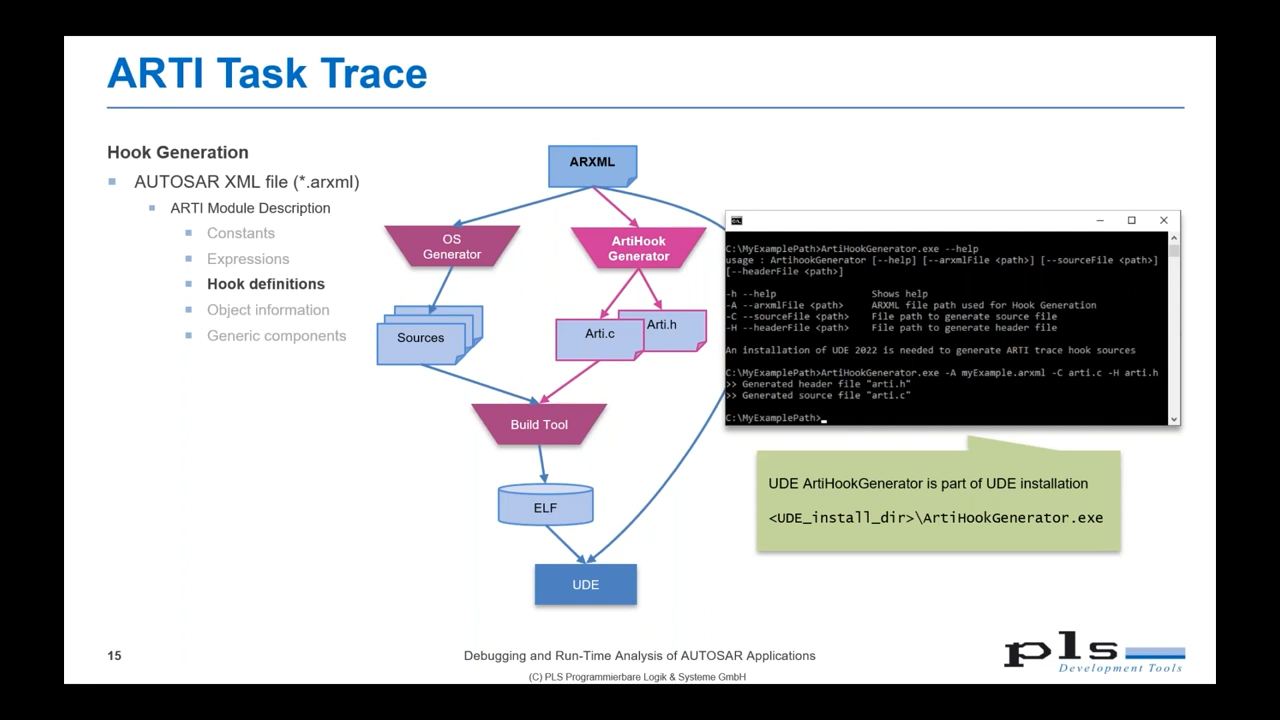 ARTI Task Trace
Hook Generation
AUTOSAR XML file (*.arxml)
ARTI Module Description
Constants
Expressions
Hook definitions
Object information
Generic components
ARXML
OS
Generator
ArtiHook
Generator
Sources
Arti.c
Arti.h
Build Tool
ELF
UDE
C:\MyExamplePath>ArtiHookGenerator.exe --help
usage : ArtihookGenerator [--help] [--arxmlFile <path>] [--sourceFile <path>]
[--headerFile <path>]
-h --help Shows help
-A --arxmlFile <path> ARXML file path used for Hook Generation
-C --sourceFile <path> File path to generate source file
-H --headerFile <path> File path to generate header file
An installation of UDE 2022 is needed to generate ARTI trace hook sources
C:\MyExamplePath>ArtiHookGenerator.exe -A myExample.arxml -C arti.c -H arti.h
>> Generated header file "arti.h"
>> Generated source file "arti.c"
C:\MyExamplePath>_
UDE ArtiHookGenerator is part of UDE installation
<UDE_install_dir>\ArtiHookGenerator.exe
15
Debugging and Run-Time Analysis of AUTOSAR Applications
(C) PLS Programmierbare Logik & Systeme GmbH
pls
Development Tools